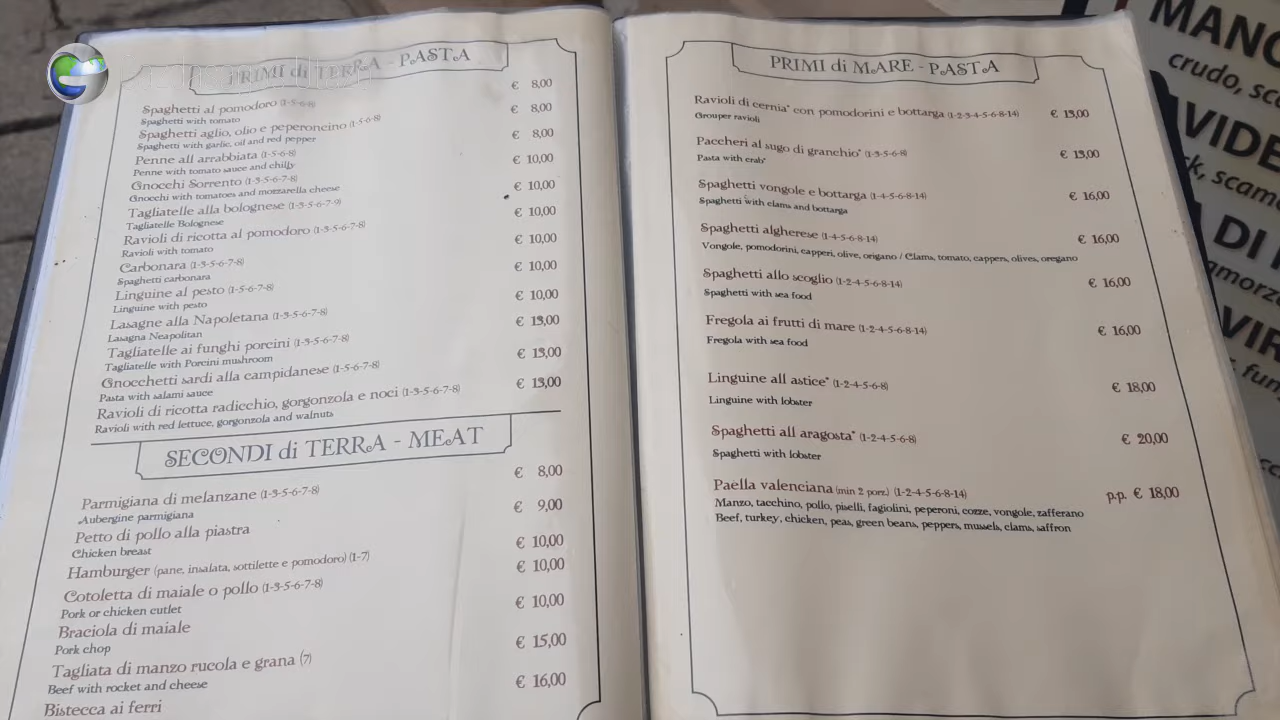 PRIMI di TERRA - PASTA
Spaghetti al pomodoro (1-5-6-8) € 8,00
Spaghetti with tomato
Spaghetti aglio, olio e peperoncino (1-5-6-8) € 8,00
Spaghetti with garlic, oil and red pepper
Penne all arrabbiata (1-5-6-8) € 8,00
Penne with tomato sauce and chilly
Gnocchi Sorrento (1-3-5-6-7-8) € 10,00
Gnocchi with tomatoes and mozzarella cheese
Tagliatelle alla bolognese (1-3-5-6-7-9) € 10,00
Tagliatelle Bolognese
Ravioli di ricotta al pomodoro (1-3-5-6-7-8) € 10,00
Ravioli with tomato
Carbonara (1-3-5-6-7-8) € 10,00
Spaghetti carbonara
Linguine al pesto (1-5-6-7-8) € 10,00
Linguine with pesto
Lasagne alla Napoletana (1-3-5-6-7-8) € 10,00
Lasagna Neapolitan
Tagliatelle ai funghi porcini (1-3-5-6-7-8) € 13,00
Tagliatelle with Porcini mushroom
Gnocchetti sardi alla campidanese (1-5-6-7-8) € 13,00
Pasta with salami sauce
Ravioli di ricotta radicchio, gorgonzola e noci (1-3-5-6-7-8) € 13,00
Ravioli with red lettuce, gorgonzola and walnuts
SECONDI di TERRA - MEAT
Parmigiana di melanzane (1-3-5-6-7-8) € 8,00
Aubergine parmigiana
Petto di pollo alla piastra € 9,00
Chicken breast
Hamburger (pane, insalata, sottilette e pomodoro) (1-7) € 10,00
Cotoletta di maiale o pollo (1-3-5-6-7-8) € 10,00
Pork or chicken cutlet
Braciola di maiale € 10,00
Pork chop
Tagliata di manzo rucola e grana (7) € 15,00
Beef with rocket and cheese
Bistecca ai ferri € 16,00
PRIMI di MARE - PASTA
Ravioli di cernia* con pomodorini e bottarga (1-2-3-4-5-6-8-14) € 13,00
Grouper ravioli
Paccheri al sugo di granchio* (1-3-5-6-8) € 13,00
Pasta with crab*
Spaghetti vongole e bottarga (1-4-5-6-8-14) € 16,00
Spaghetti with clams and bottarga
Spaghetti algherese (1-4-5-6-8-14) € 16,00
Vongole, pomodorini, capperi, olive, origano / Clams, tomato, cappers, olives, oregano
Spaghetti allo scoglio (1-2-4-5-6-8-14) € 16,00
Spaghetti with sea food
Fregola ai frutti di mare (1-2-4-5-6-8-14) € 16,00
Fregola with sea food
Linguine all astice* (1-2-4-5-6-8) € 18,00
Linguine with lobster
Spaghetti all aragosta* (1-2-4-5-6-8) € 20,00
Spaghetti with lobster
Paella valenciana (min 2 porz.) (1-2-4-5-6-8-14) p.p. € 18,00
Manzo, tacchino, pollo, piselli, fagiolini, peperoni, cozze, vongole, zafferano
Beef, turkey, chicken, peas, green beans, peppers, mussels, clams, saffron
MANO
crudo, sca